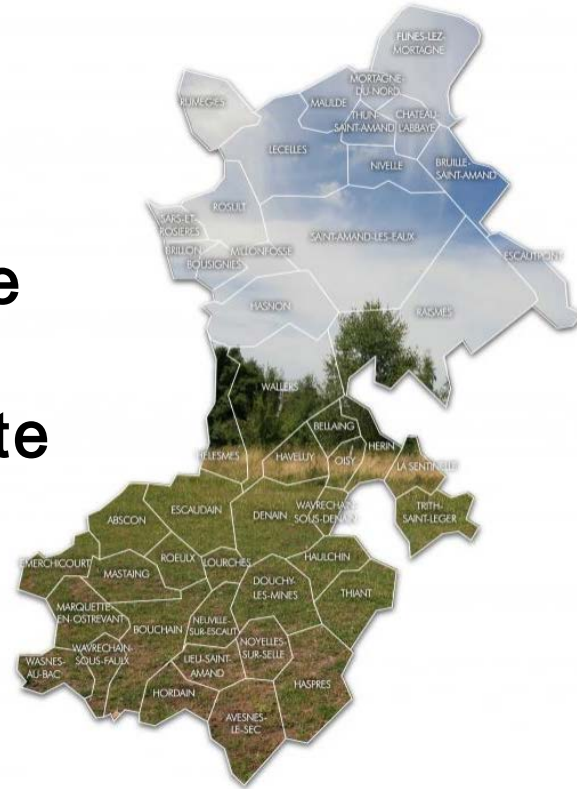 FLINES-LEZ-
MORTAGNE
MORTAGNE-
DU-NORD
RUMEGIES
MAULDE
THUN-
SAINT-AMAND
CHATEAU-
L'ABBAYE
LECELLES
NIVELLE
BRUILLE-
SAINT-AMAND
ROSULT
SARS-ET-
ROSIERES
SAINT-AMAND-LES-EAUX
BRILLON
MILLONFOSSE
BOUSIGNIES
ESCAUTPONT
e
HASNON
RAISMES
WALLERS
te
BELLAING
HERIN
HELESMES
HAVELUY
OISY
LA SENTINELLE
ESCAUDAIN
DENAIN
WAVRECHAIN-
SOUS-DENAIN
TRITH-
SAINT-LEGER
ABSCON
EMERCHICOURT
MASTAING
ROEULX
LOURCHES
HAULCHIN
DOUCHY-
LES-MINES
THIANT
MARQUETTE-
EN-OSTREVANT
BOUCHAIN
NEUVILLE-
SUR-ESCAUT
NOYELLES-
SUR-SELLE
WASNES-
AU-BAC
WAVRECHAIN-
SOUS-FAULX
LIEU-SAINT-
AMAND
HORDAIN
HASPRES
AVESNES-
LE-SEC